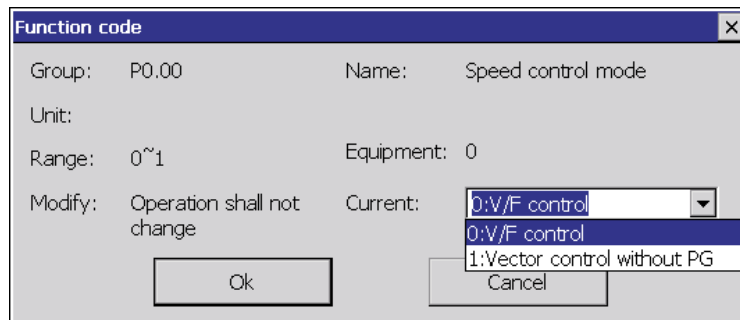 Function code
Group: P0.00 Name: Speed control mode
Unit:
Range: 0~1 Equipment: 0
Modify: Operation shall not change Current: 0:V/F control
0:V/F control
1:Vector control without PG
Ok Cancel